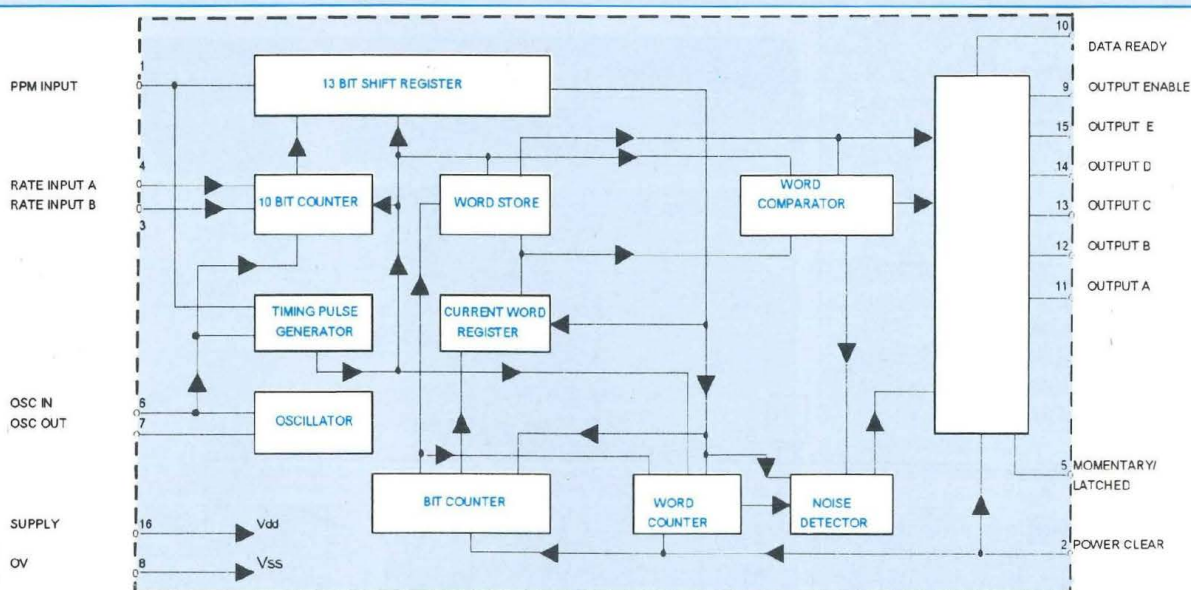 10
DATA READY
1
PPM INPUT
13 BIT SHIFT REGISTER
9
OUTPUT ENABLE
15
OUTPUT E
4
14
OUTPUT D
RATE INPUT A
RATE INPUT B
10 BIT COUNTER
WORD STORE
WORD
COMPARATOR
13
OUTPUT C
3
12
OUTPUT B
11
OUTPUT A
TIMING PULSE
GENERATOR
CURRENT WORD
REGISTER
OSC IN
6
OSC OUT
7
OSCILLATOR
5
MOMENTARY/
LATCHED
BIT COUNTER
WORD
COUNTER
NOISE
DETECTOR
SUPPLY
16
Vdd
2
POWER CLEAR
OV
8
Vss